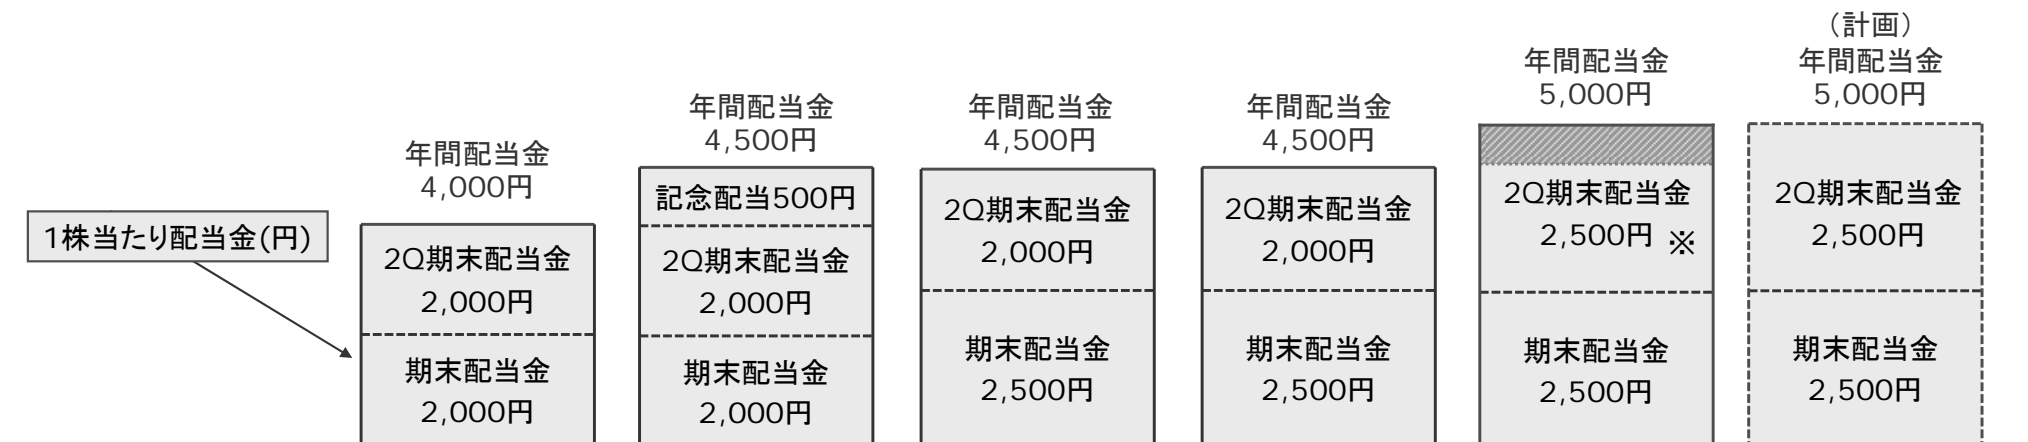 1株当たり配当金(円)
年間配当金
4,000円
2Q期末配当金
2,000円
期末配当金
2,000円
年間配当金
4,500円
記念配当500円
2Q期末配当金
2,000円
期末配当金
2,000円
年間配当金
4,500円
2Q期末配当金
2,000円
期末配当金
2,500円
年間配当金
4,500円
2Q期末配当金
2,000円
期末配当金
2,500円
年間配当金
5,000円
2Q期末配当金
2,500円 ※
期末配当金
2,500円
（計画）
年間配当金
5,000円
2Q期末配当金
2,500円
期末配当金
2,500円